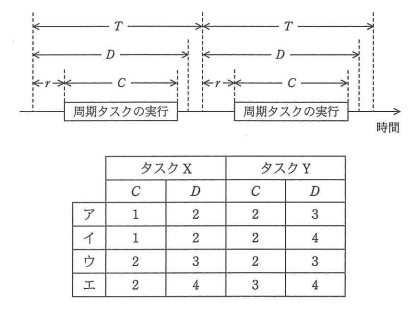 T T
D D
r C r C
周期タスクの実行 周期タスクの実行
時間
タスクX タスクY
C D C D
ア 1 2 2 3
イ 1 2 2 4
ウ 2 3 2 3
エ 2 4 3 4